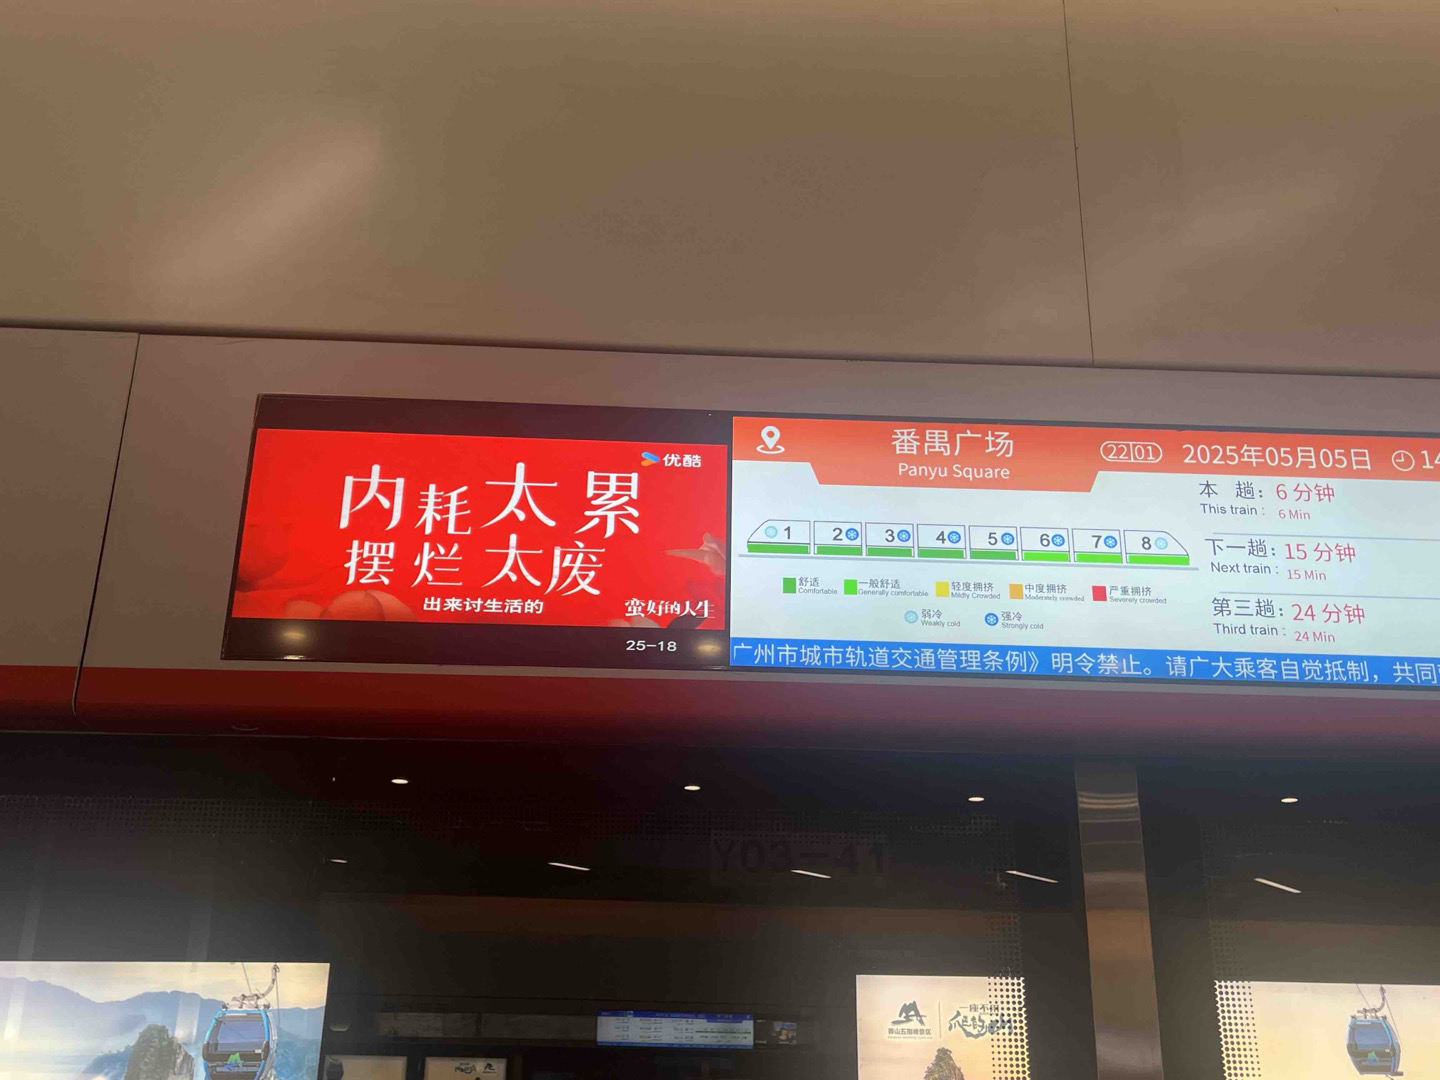 优酷
内耗太累
摆烂太废
出来讨生活的
蛮好的人生
25-18
番禺广场
Panyu Square
22 01
2025年05月05日
14
本 趟：6 分钟
This train : 6 Min
下一趟：15 分钟
Next train : 15 Min
第三趟：24 分钟
Third train : 24 Min
1 2 3 4 5 6 7 8
舒适 一般舒适 轻度拥挤 中度拥挤 严重拥挤
Comfortable Generally comfortable Mildly Crowded Moderately crowded Severely crowded
弱冷 强冷
Weakly cold Strongly cold
广州市城市轨道交通管理条例》明令禁止。请广大乘客自觉抵制，共同
Y03-41